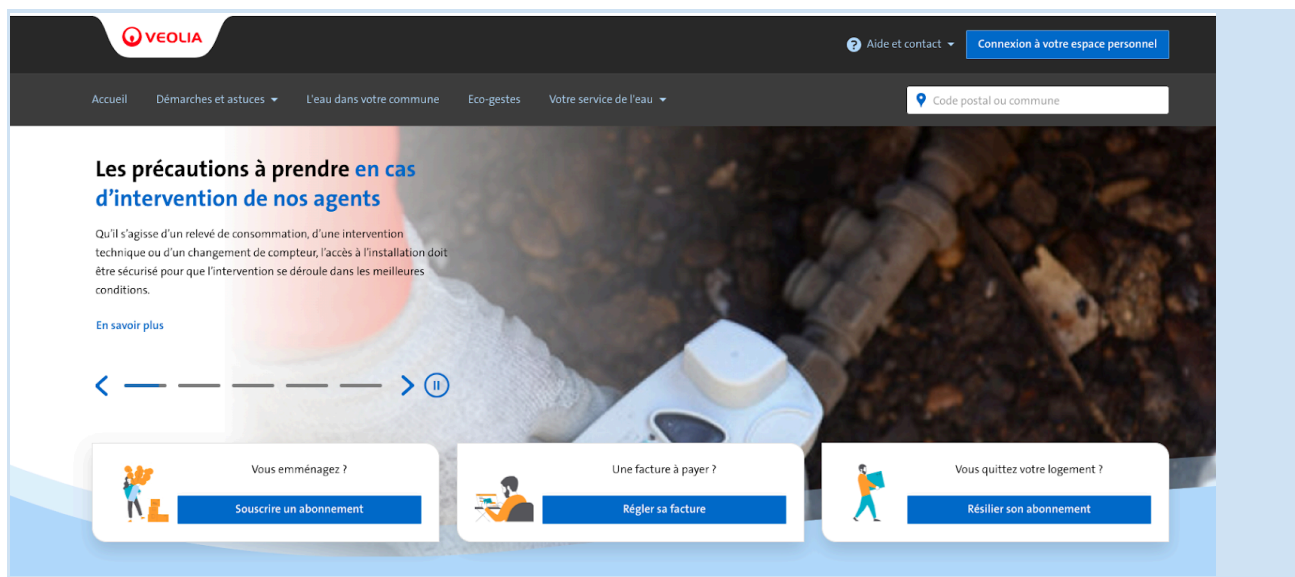 VEOLIA
Aide et contact
Connexion à votre espace personnel
Accueil
Démarches et astuces
L'eau dans votre commune
Eco-gestes
Votre service de l'eau
Code postal ou commune
Les précautions à prendre en cas
d’intervention de nos agents
Qu’il s’agisse d’un relevé de consommation, d’une intervention
technique ou d’un changement de compteur, l’accès à l’installation doit
être sécurisé pour que l’intervention se déroule dans les meilleures
conditions.
En savoir plus
Vous emménagez ?
Souscrire un abonnement
Une facture à payer ?
Régler sa facture
Vous quittez votre logement ?
Résilier son abonnement